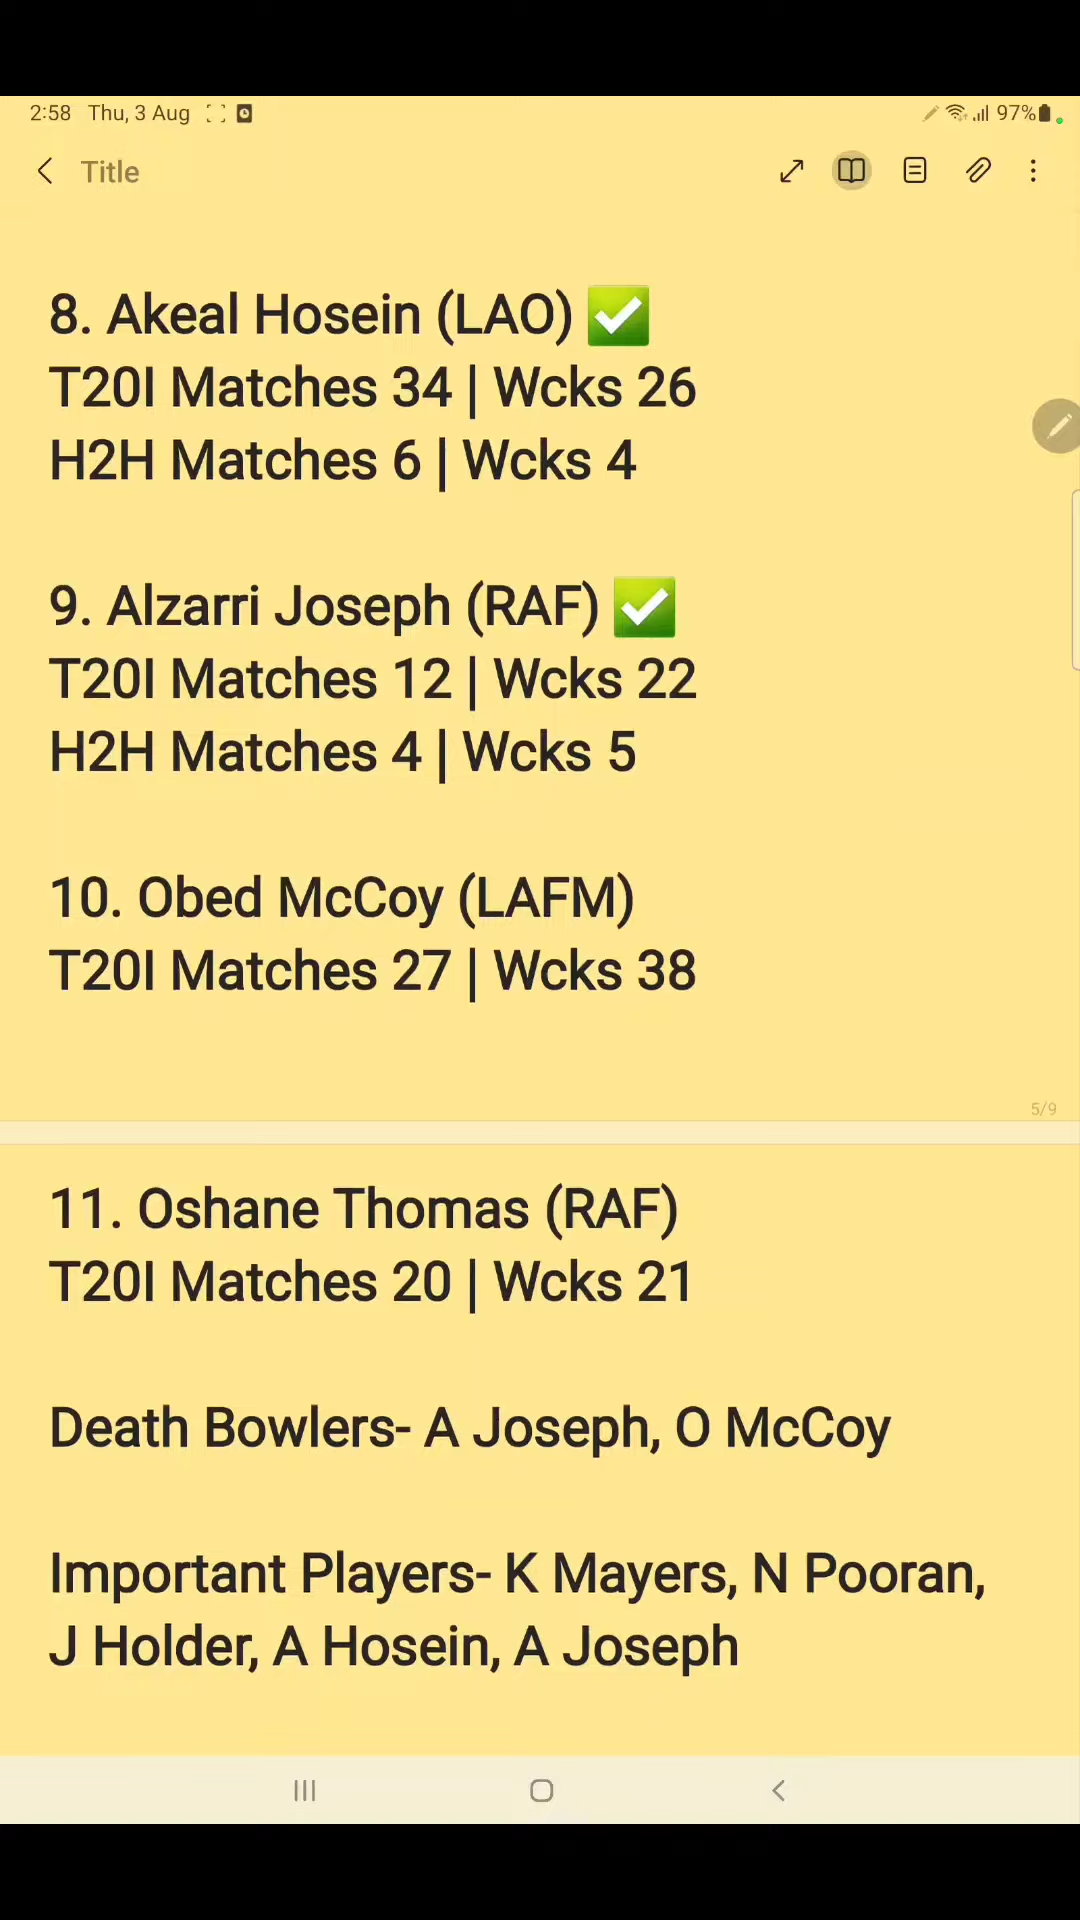 2:58 Thu, 3 Aug 97%
Title
8. Akeal Hosein (LAO) ✅
T20I Matches 34 | Wcks 26
H2H Matches 6 | Wcks 4
9. Alzarri Joseph (RAF) ✅
T20I Matches 12 | Wcks 22
H2H Matches 4 | Wcks 5
10. Obed McCoy (LAFM)
T20I Matches 27 | Wcks 38
5/9
11. Oshane Thomas (RAF)
T20I Matches 20 | Wcks 21
Death Bowlers- A Joseph, O McCoy
Important Players- K Mayers, N Pooran,
J Holder, A Hosein, A Joseph